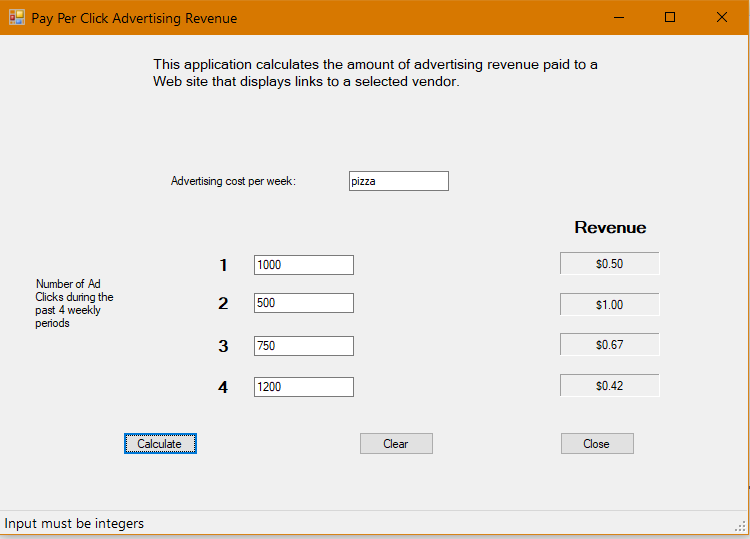 Pay Per Click Advertising Revenue
This application calculates the amount of advertising revenue paid to a
Web site that displays links to a selected vendor.
Advertising cost per week:
pizza
Revenue
Number of Ad
Clicks during the
past 4 weekly
periods
1 1000 $0.50
2 500 $1.00
3 750 $0.67
4 1200 $0.42
Calculate Clear Close
Input must be integers